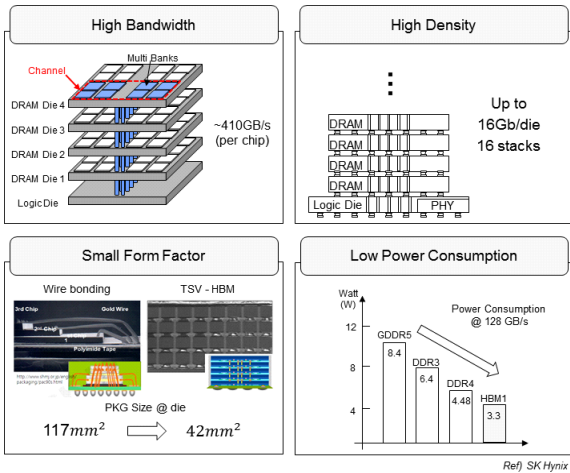 High Bandwidth
Multi Banks
Channel
DRAM Die 4
DRAM Die 3
DRAM Die 2
DRAM Die 1
Logic Die
~410GB/s
(per chip)
High Density
DRAM
DRAM
DRAM
DRAM
Logic Die
PHY
Up to
16Gb/die
16 stacks
Small Form Factor
Wire bonding
TSV - HBM
3rd Chip
Gold Wire
2nd Chip
Polyimide Tape
PKG Size @ die
117mm²
42mm²
Low Power Consumption
Watt
(W)
Power Consumption
@ 128 GB/s
12
8
4
GDDR5
8.4
DDR3
6.4
DDR4
4.48
HBM1
3.3
Ref) SK Hynix